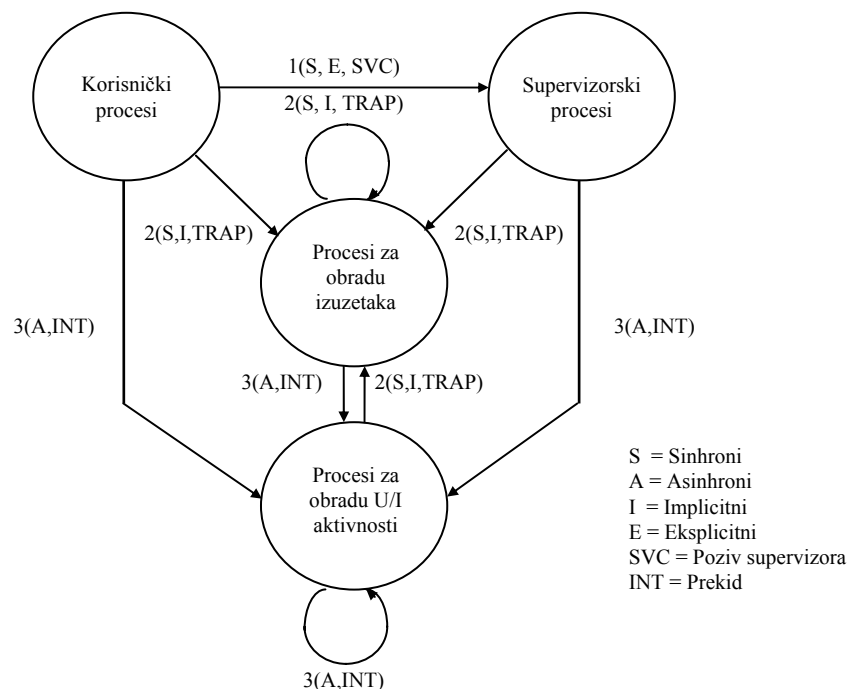 Korisnički
procesi
1(S, E, SVC)
2(S, I, TRAP)
Supervizorski
procesi
2(S,I,TRAP)
2(S,I,TRAP)
Procesi za
obradu
izuzetaka
3(A,INT)
3(A,INT)
3(A,INT)
2(S,I,TRAP)
Procesi za
obradu U/I
aktivnosti
3(A,INT)
S = Sinhroni
A = Asinhroni
I = Implicitni
E = Eksplicitni
SVC = Poziv supervizora
INT = Prekid